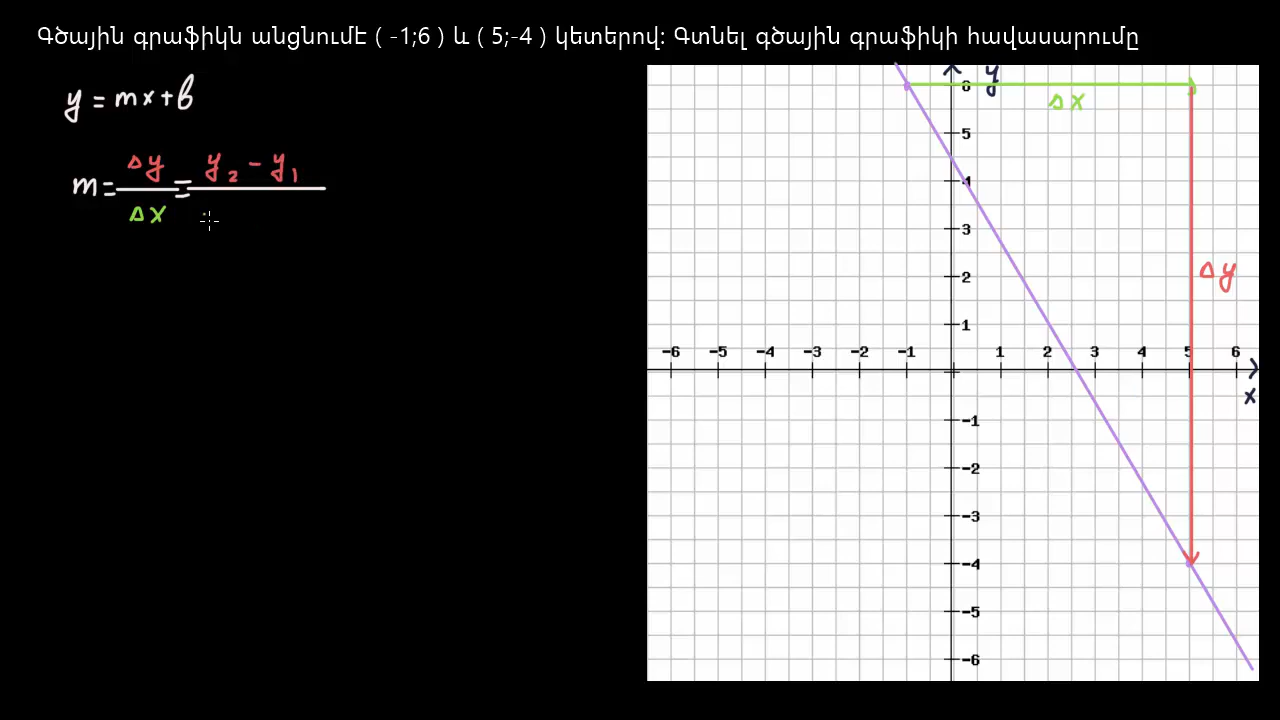 Գծային գրաֆիկն անցնումէ ( -1;6 ) և ( 5;-4 ) կետերով: Գտնել գծային գրաֆիկի հավասարումը
y = mx+b
m = Δy/Δx = y₂ - y₁
y
6
Δx
5
4
3
2
Δy
1
-6 -5 -4 -3 -2 -1 1 2 3 4 5 6
x
-1
-2
-3
-4
-5
-6